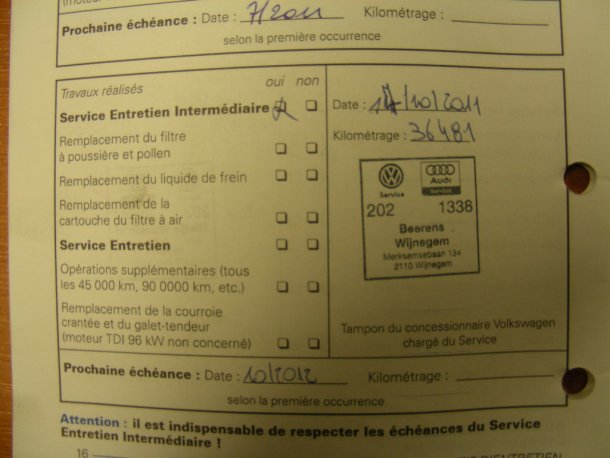 Prochaine échéance : Date : 7/2011 Kilométrage :
selon la première occurrence
Travaux réalisés oui non
Service Entretien Intermédiaire
Date : 14/10/2011
Remplacement du filtre
à poussière et pollen
Kilométrage : 36481
Remplacement du liquide de frein
Remplacement de la
cartouche du filtre à air
Service Entretien
Opérations supplémentaires (tous
les 45 000 km, 90 0000 km, etc.)
Remplacement de la courroie
crantée et du galet-tendeur
(moteur TDI 96 kW non concerné)
Service Audi Service
202 1338
Beerens
Wijnegem
Merksemsebaan 134
2110 Wijnegem
Tampon du concessionnaire Volkswagen
chargé du Service
Prochaine échéance : Date : 10/2012 Kilométrage :
selon la première occurrence
Attention : il est indispensable de respecter les échéances du Service
Entretien Intermédiaire !
16